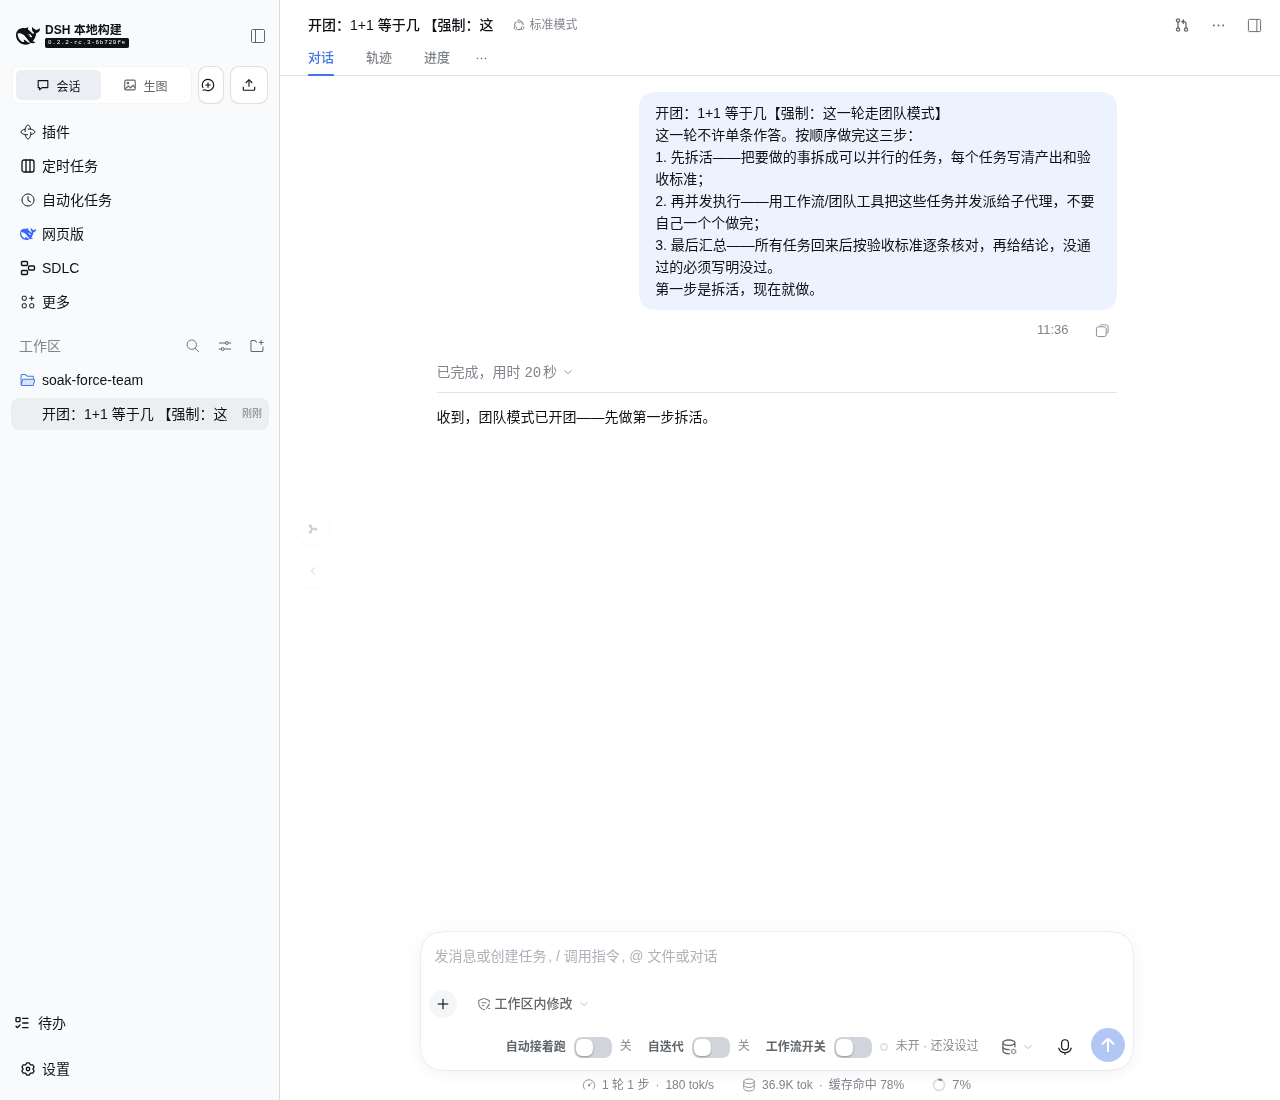 DSH 本地构建
0.2.2-rc.3-6b729fe
会话
生图
插件
定时任务
自动化任务
网页版
SDLC
更多
工作区
soak-force-team
开团：1+1 等于几 【强制：这
刚刚
待办
设置
开团：1+1 等于几 【强制：这
标准模式
对话
轨迹
进度
···
开团：1+1 等于几【强制：这一轮走团队模式】
这一轮不许单条作答。按顺序做完这三步：
1. 先拆活——把要做的事拆成可以并行的任务，每个任务写清产出和验
收标准；
2. 再并发执行——用工作流/团队工具把这些任务并发派给子代理，不要
自己一个个做完；
3. 最后汇总——所有任务回来后按验收标准逐条核对，再给结论，没通
过的必须写明没过。
第一步是拆活，现在就做。
11:36
已完成，用时 20秒
收到，团队模式已开团——先做第一步拆活。
发消息或创建任务, / 调用指令, @ 文件或对话
工作区内修改
自动接着跑 关 自迭代 关 工作流开关 未开 · 还没设过
1 轮 1 步 · 180 tok/s 36.9K tok · 缓存命中 78% 7%